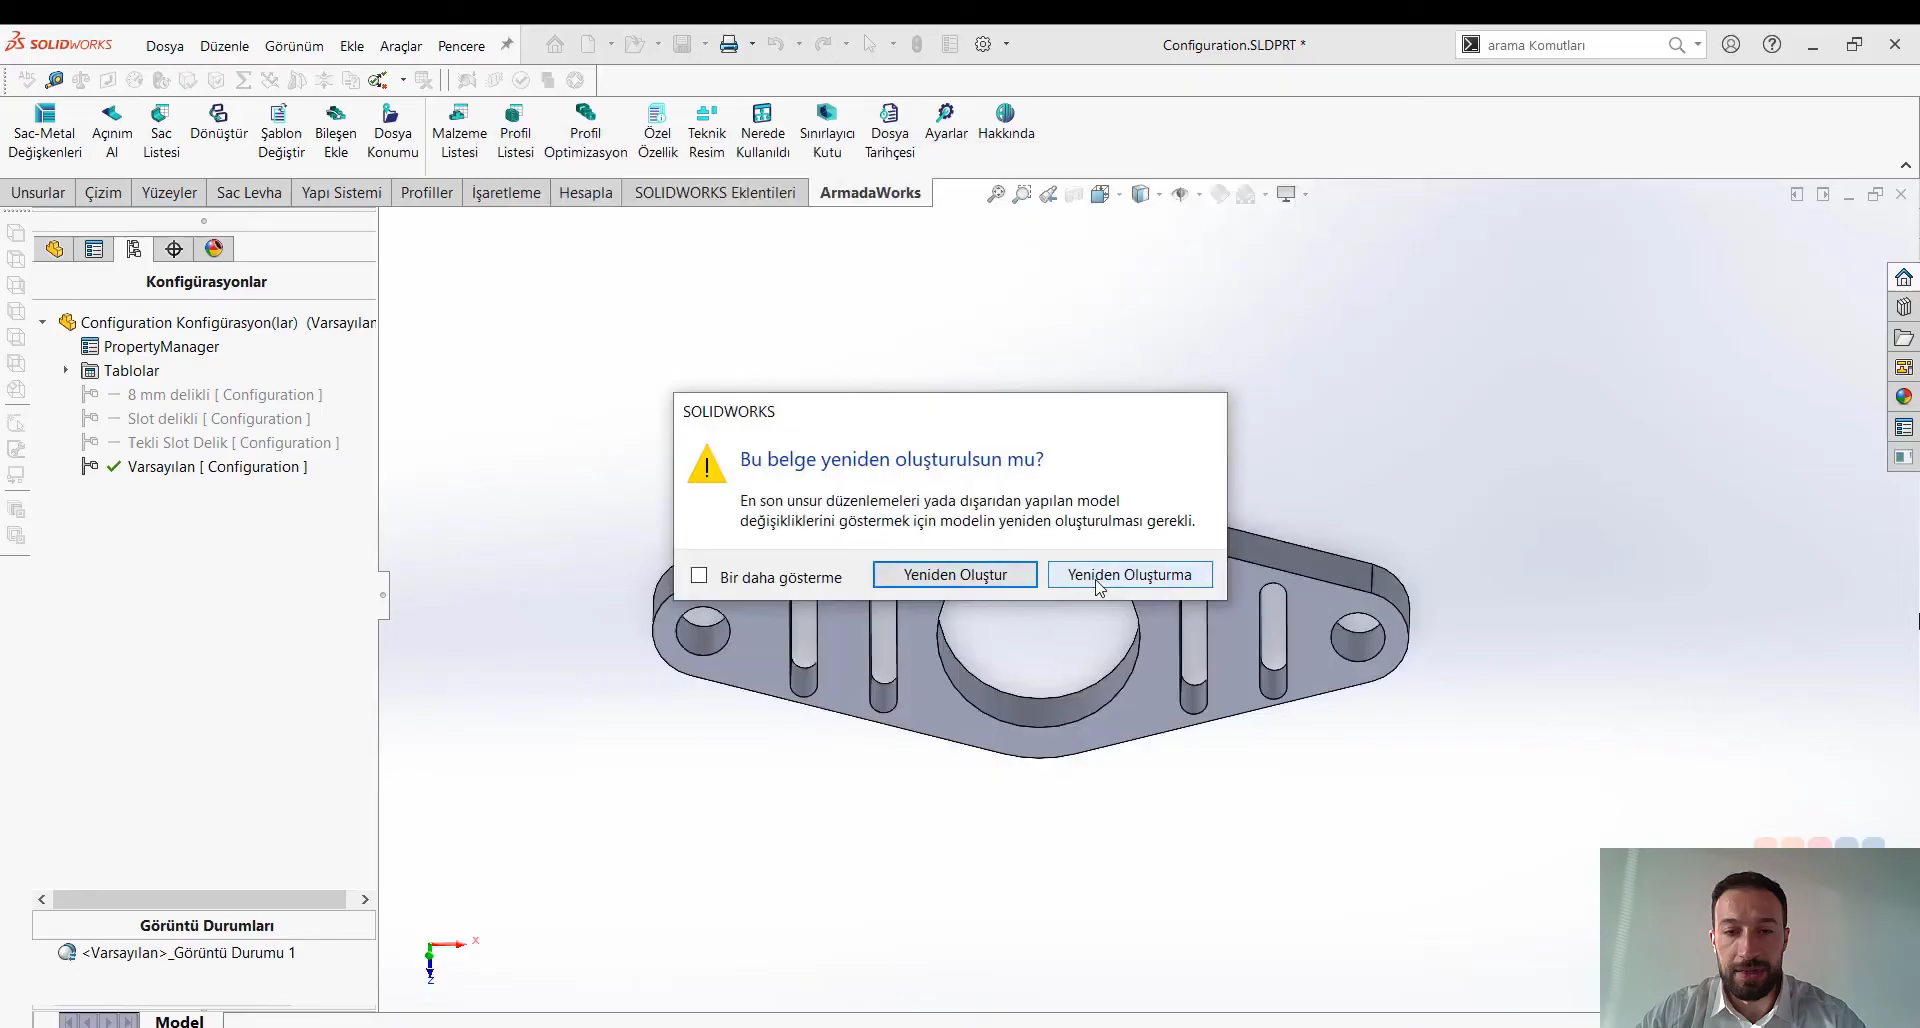 SOLIDWORKS
Dosya Düzenle Görünüm Ekle Araçlar Pencere
Configuration.SLDPRT *
arama Komutları
Sac-Metal Değişkenleri
Açınım Al
Sac Listesi
Dönüştür
Şablon Değiştir
Bileşen Ekle
Dosya Konumu
Malzeme Listesi
Profil Listesi
Profil Optimizasyon
Özel Özellik
Teknik Resim
Nerede Kullanıldı
Sınırlayıcı Kutu
Dosya Tarihçesi
Ayarlar
Hakkında
Unsurlar Çizim Yüzeyler Sac Levha Yapı Sistemi Profiller İşaretleme Hesapla SOLIDWORKS Eklentileri ArmadaWorks
Konfigürasyonlar
Configuration Konfigürasyon(lar) (Varsayılan
PropertyManager
Tablolar
8 mm delikli [ Configuration ]
Slot delikli [ Configuration ]
Tekli Slot Delik [ Configuration ]
Varsayılan [ Configuration ]
SOLIDWORKS
Bu belge yeniden oluşturulsun mu?
En son unsur düzenlemeleri yada dışarıdan yapılan model
değişikliklerini göstermek için modelin yeniden oluşturulması gerekli.
Bir daha gösterme
Yeniden Oluştur
Yeniden Oluşturma
Görüntü Durumları
<Varsayılan>_Görüntü Durumu 1
x
z
Model